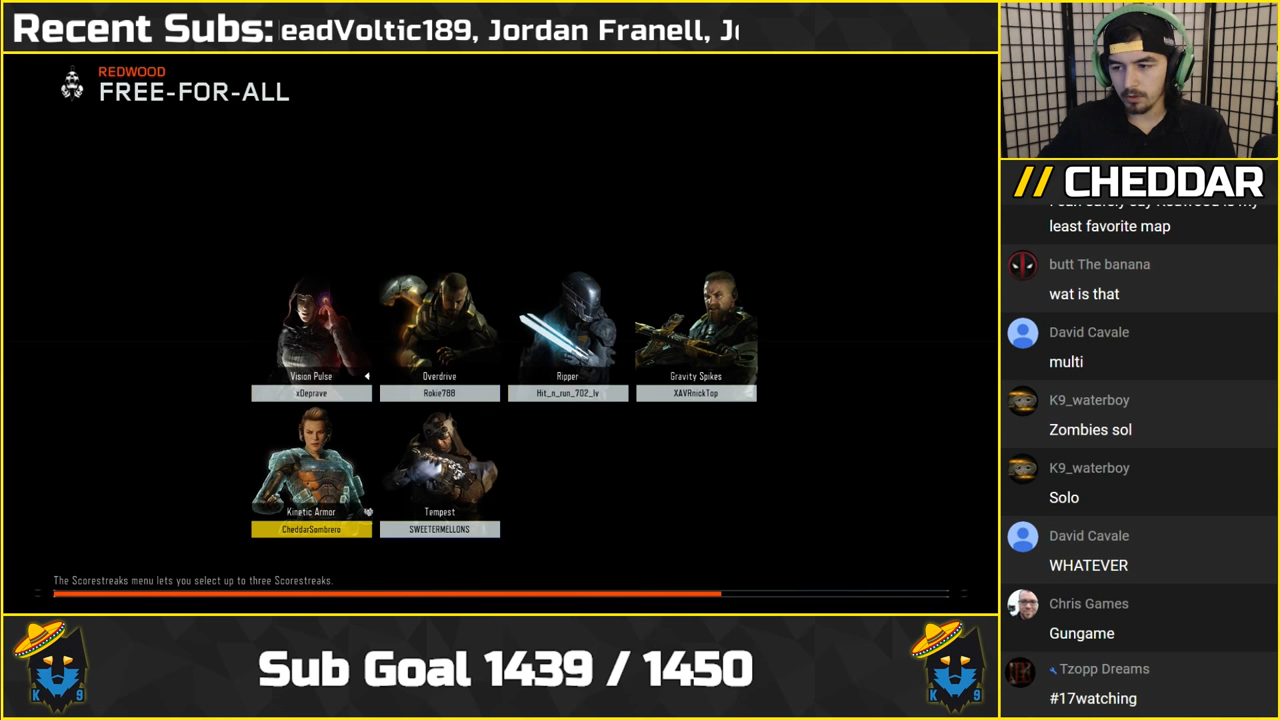 Recent Subs: eadVoltic189, Jordan Franell,
REDWOOD
FREE-FOR-ALL
Vision Pulse
xDeprave
Overdrive
Rokie788
Ripper
Hit_n_run_702_lv
Gravity Spikes
XAVRnickTop
Kinetic Armor
CheddarSombrero
Tempest
SWEETERMELLONS
The Scorestreaks menu lets you select up to three Scorestreaks.
K 9
Sub Goal 1439 / 1450
K 9
// CHEDDAR
least favorite map
butt The banana
wat is that
David Cavale
multi
K9_waterboy
Zombies sol
K9_waterboy
Solo
David Cavale
WHATEVER
Chris Games
Gungame
Tzopp Dreams
#17watching